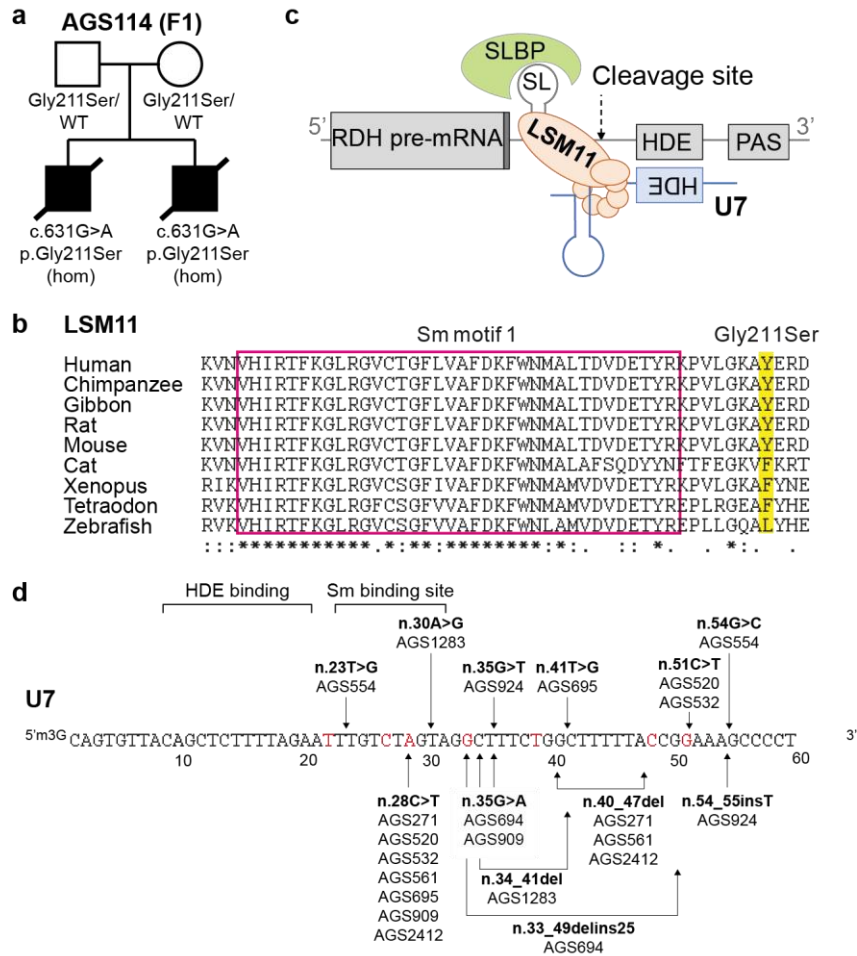 a
AGS114 (F1)
Gly211Ser/
WT
Gly211Ser/
WT
c.631G>A
p.Gly211Ser
(hom)
c.631G>A
p.Gly211Ser
(hom)
c
SLBP
SL
Cleavage site
5'
RDH pre-mRNA
LSM11
HDE
PAS
3'
HDE
U7
b
LSM11
Sm motif 1
Gly211Ser
Human KVNVHIRTFKGLRGVCTGFLVAFDKFWNMALTDVDETYRKPVLGKAYERD
Chimpanzee KVNVHIRTFKGLRGVCTGFLVAFDKFWNMALTDVDETYRKPVLGKAYERD
Gibbon KVNVHIRTFKGLRGVCTGFLVAFDKFWNMALTDVDETYRKPVLGKAYERD
Rat KVNVHIRTFKGLRGVCTGFLVAFDKFWNMALTDVDETYRKPVLGKAYERD
Mouse KVNVHIRTFKGLRGVCTGFLVAFDKFWNMALTDVDETYRKPVLGKAYERD
Cat KVNVHIRTFKGLRGVCTGFLVAFDKFWNMALAFSQDYYNFTFEGKVFKRT
Xenopus RIKVHIRTFKGLRGVCSGFIVAFDKFWNMAMVDVDETYRKPVLGKAFYNE
Tetraodon RVKVHIRTFKGLRGFCSGFVVAFDKFWNMAMVDVDETYREPLRGEAFYHE
Zebrafish RVKVHIRTFKGLRGVCSGFVVAFDKFWNLAMVDVDETYREPLLGQALYHE
:::***********.*:**:********:*:. :: *. . *:. .
d
HDE binding
Sm binding site
n.30A>G
AGS1283
n.54G>C
AGS554
n.23T>G
AGS554
n.35G>T
AGS924
n.41T>G
AGS695
n.51C>T
AGS520
AGS532
U7
5'm3G CAGTGTTACAGCTCTTTTAGAATTTGTCTAGTAGGCTTTCTGGCTTTTTACCGGAAAGCCCCT 3'
10 20 30 40 50 60
n.28C>T
AGS271
AGS520
AGS532
AGS561
AGS695
AGS909
AGS2412
n.35G>A
AGS694
AGS909
n.34_41del
AGS1283
n.33_49delins25
AGS694
n.40_47del
AGS271
AGS561
AGS2412
n.54_55insT
AGS924